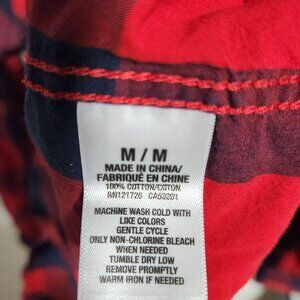 M / M
MADE IN CHINA/
FABRIQUÉ EN CHINE
100% COTTON/COTON
RN121726 CA53201
MACHINE WASH COLD WITH
LIKE COLORS
GENTLE CYCLE
ONLY NON-CHLORINE BLEACH
WHEN NEEDED
TUMBLE DRY LOW
REMOVE PROMPTLY
WARM IRON IF NEEDED